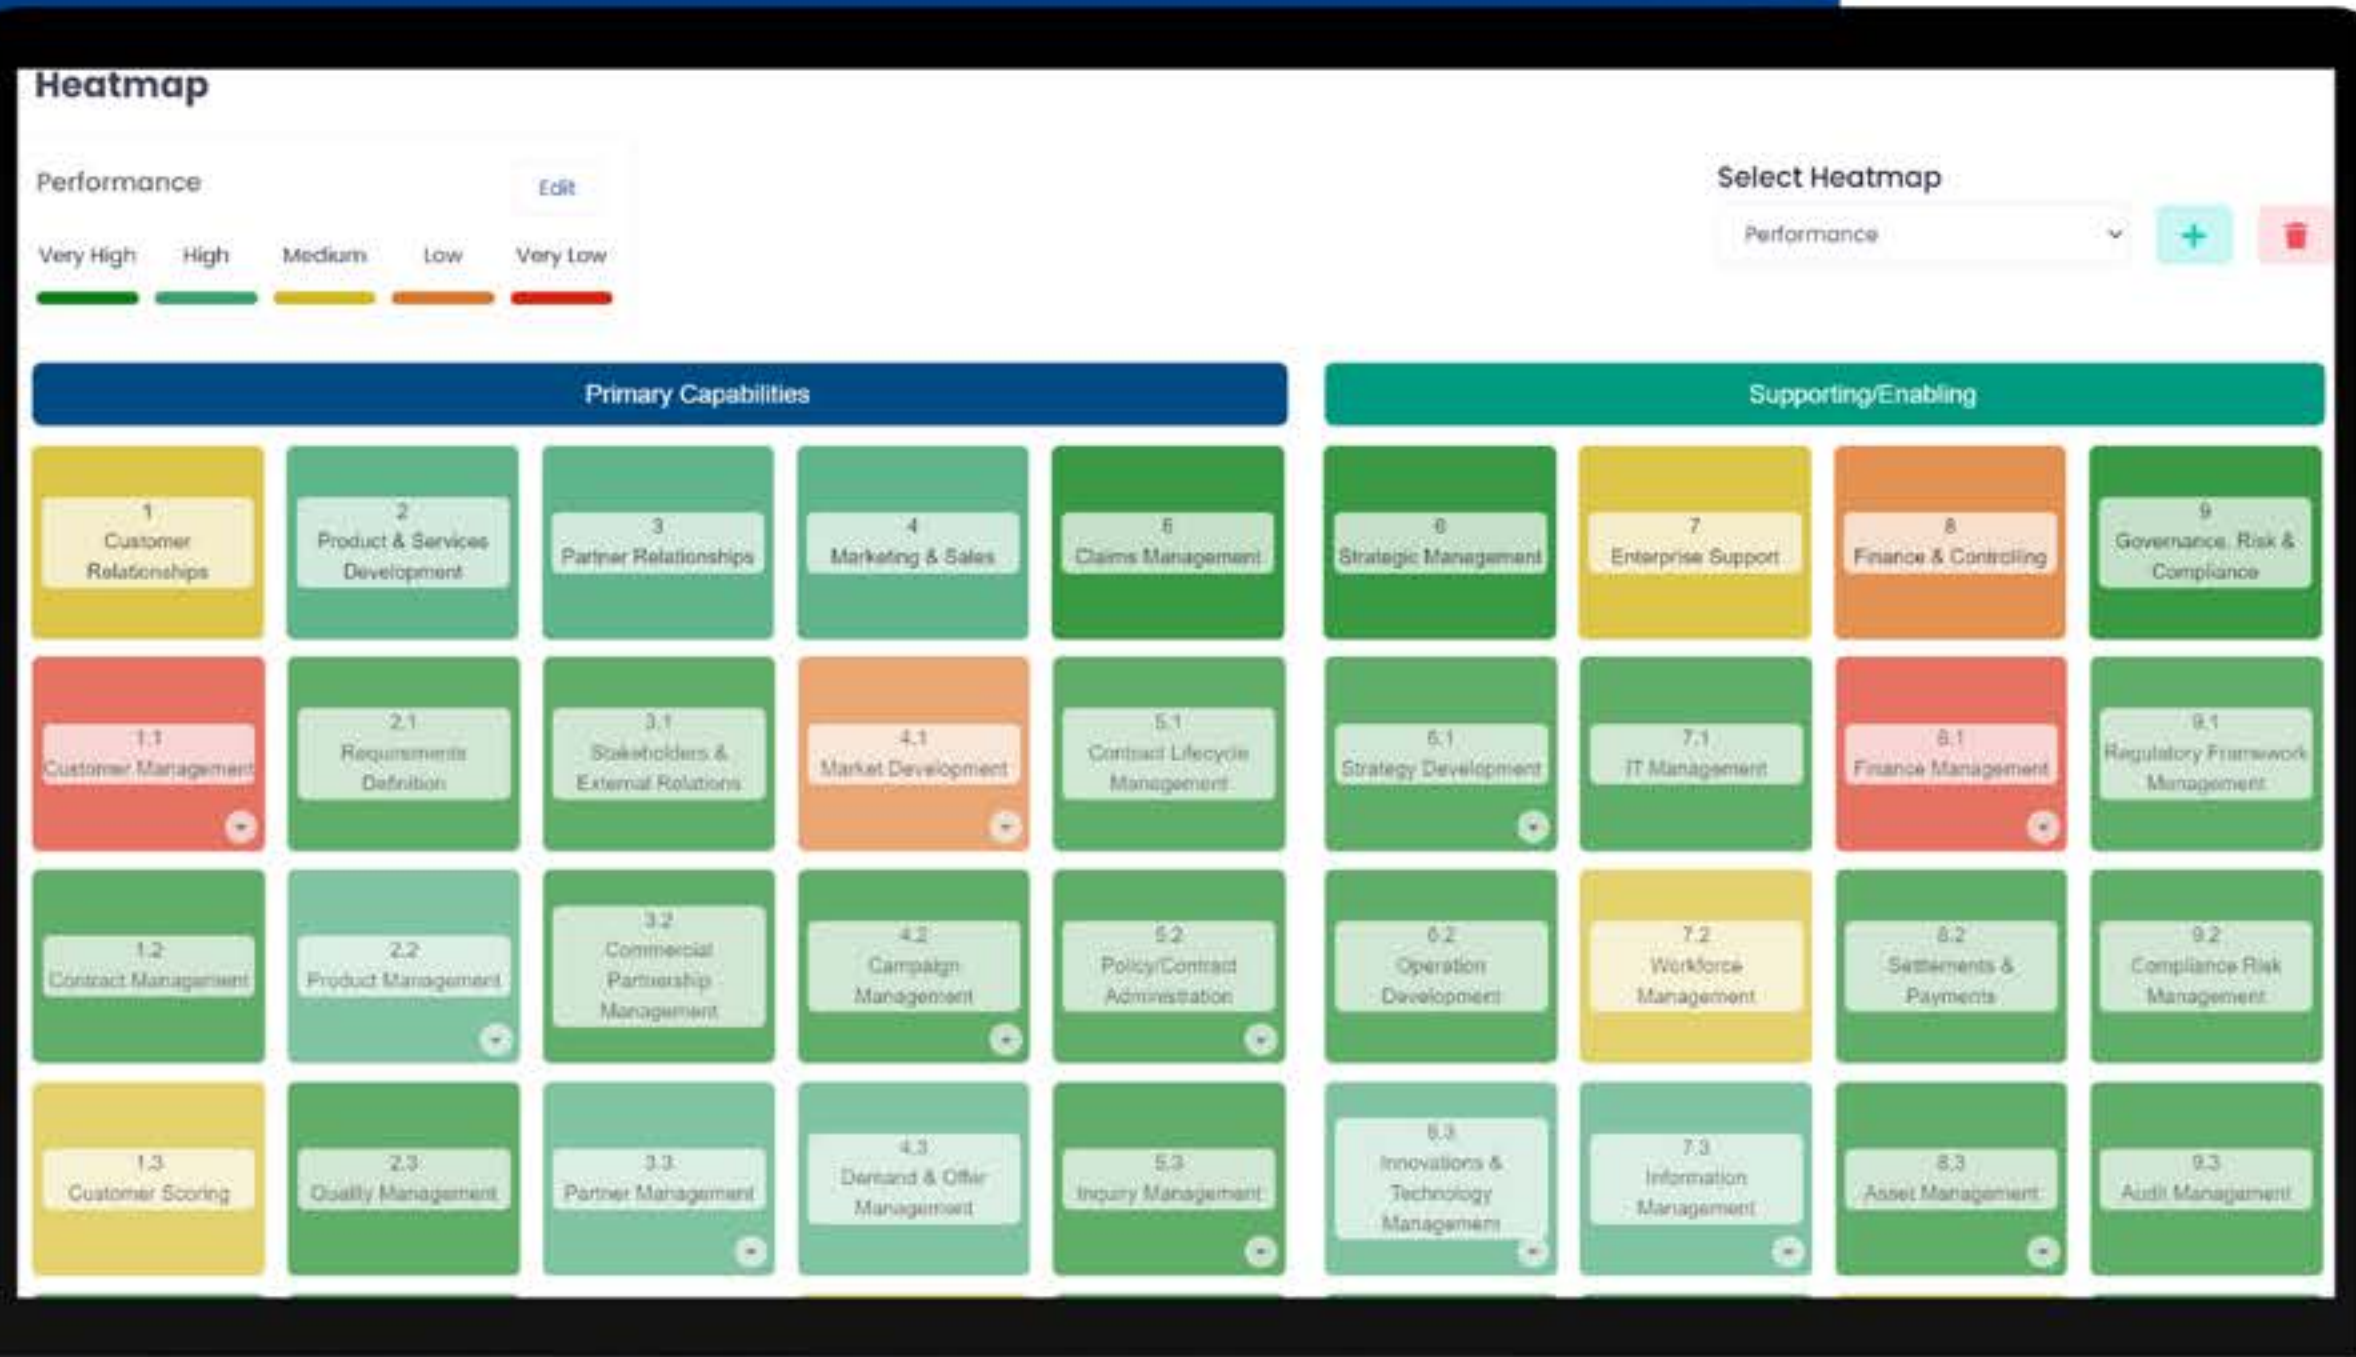 Heatmap
Performance
Edit
Very High
High
Medium
Low
Very Low
Select Heatmap
Performance
Primary Capabilities
Supporting/Enabling
1
Customer
Relationships
2
Product & Services
Development
3
Partner Relationships
4
Marketing & Sales
5
Claims Management
6
Strategic Management
7
Enterprise Support
8
Finance & Controlling
9
Governance, Risk &
Compliance
1.1
Customer Management
2.1
Requirements
Definition
3.1
Stakeholders &
External Relations
4.1
Market Development
5.1
Contract Lifecycle
Management
6.1
Strategy Development
7.1
IT Management
8.1
Finance Management
9.1
Regulatory Framework
Management
1.2
Contract Management
2.2
Product Management
3.2
Commercial
Partnership
Management
4.2
Campaign
Management
5.2
Policy/Contract
Administration
6.2
Operation
Development
7.2
Workforce
Management
8.2
Settlements &
Payments
9.2
Compliance Risk
Management
1.3
Customer Scoring
2.3
Quality Management
3.3
Partner Management
4.3
Demand & Offer
Management
5.3
Inquiry Management
6.3
Innovations &
Technology
Management
7.3
Information
Management
8.3
Asset Management
9.3
Audit Management